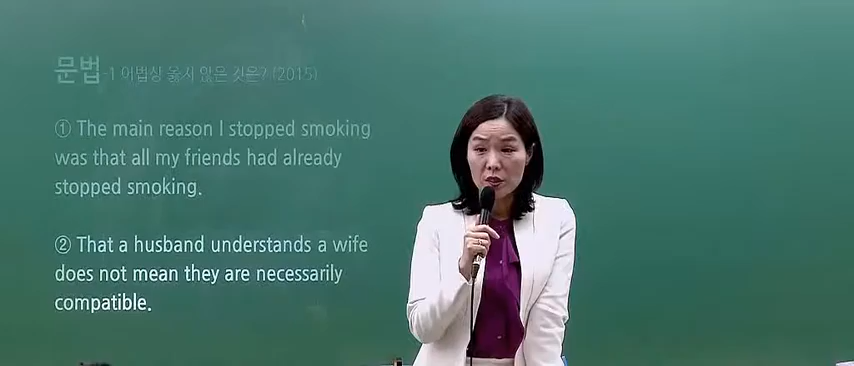 문법-1 어법상 옳지 않은 것은? (2015)
① The main reason I stopped smoking
was that all my friends had already
stopped smoking.
② That a husband understands a wife
does not mean they are necessarily
compatible.